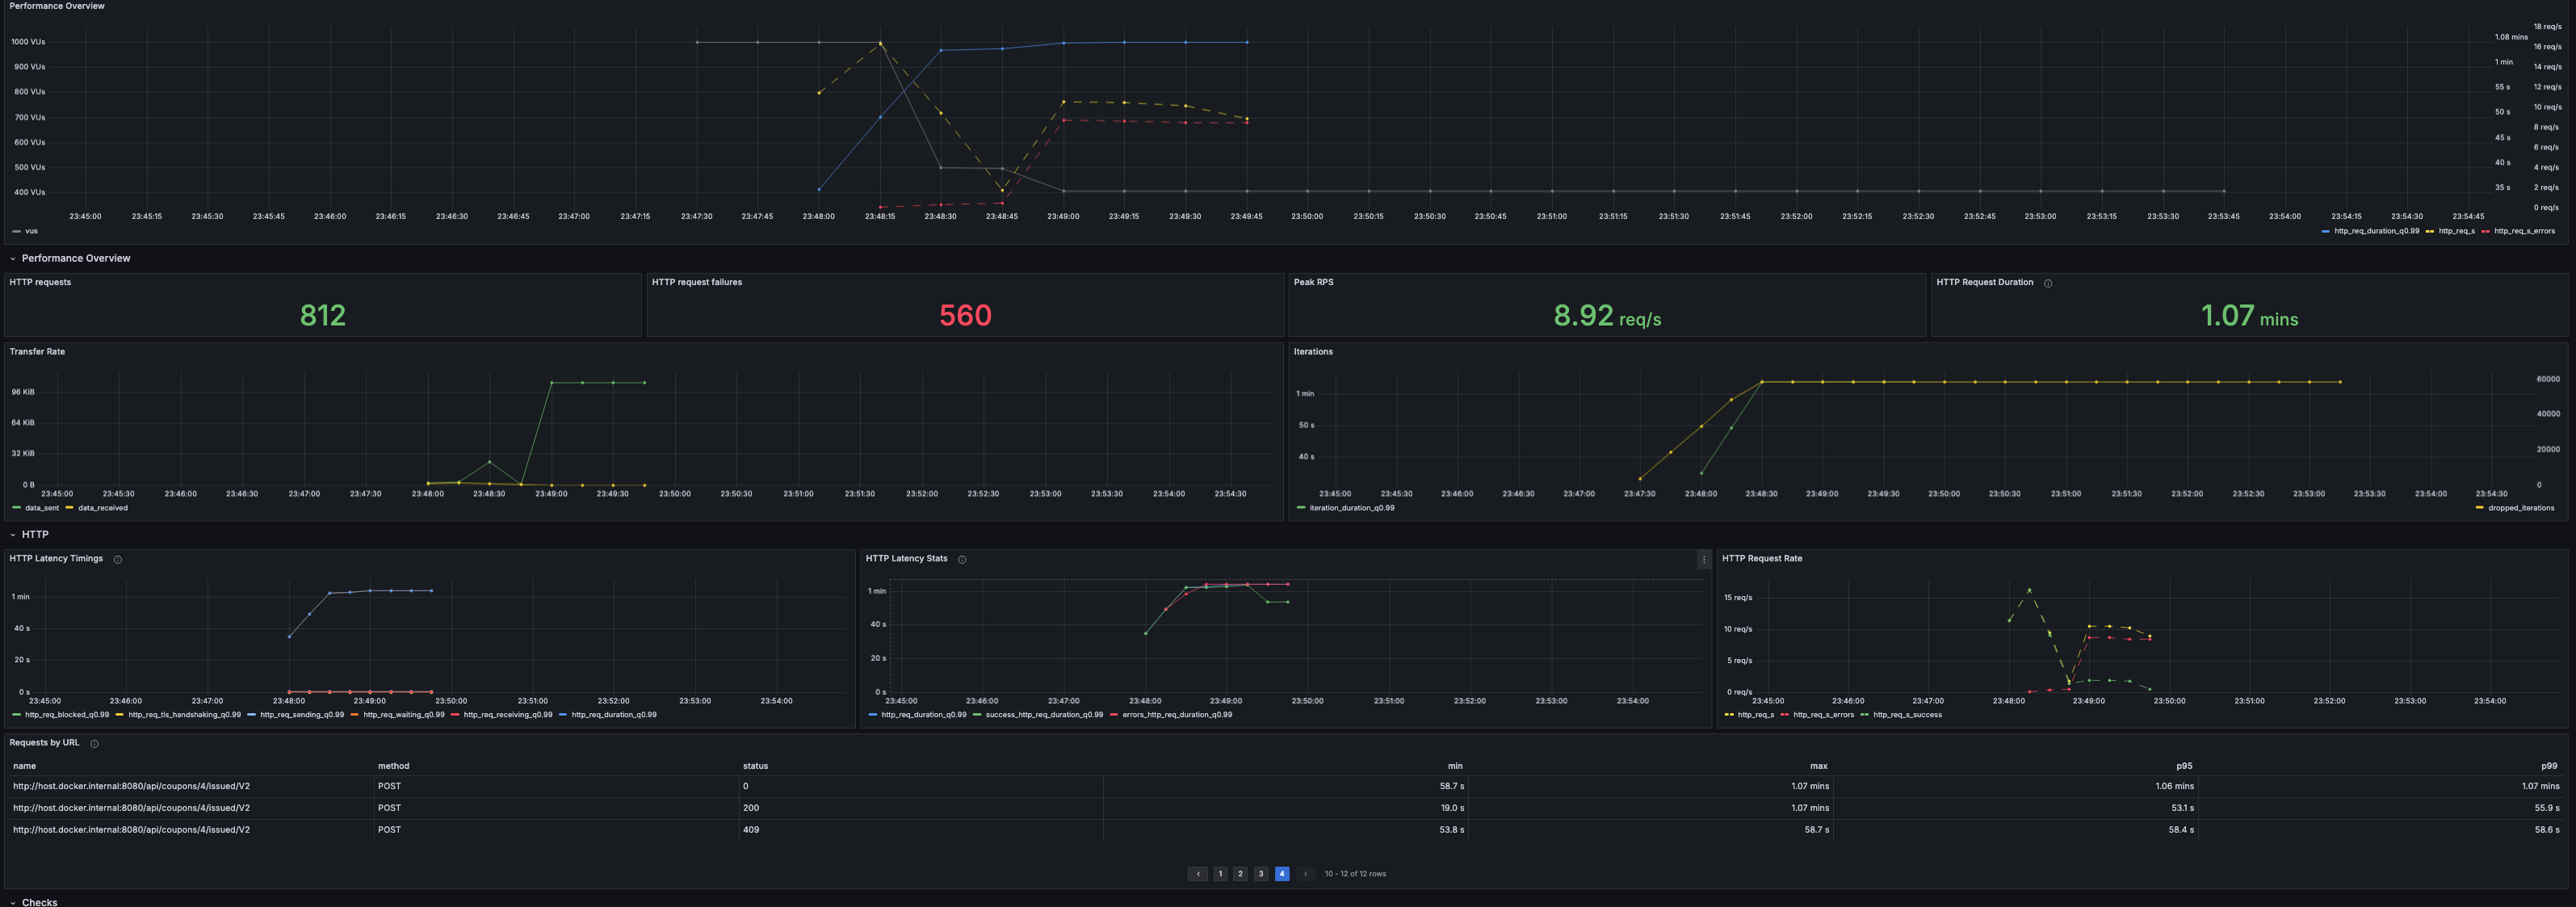 Performance Overview
1000 VUs
900 VUs
800 VUs
700 VUs
600 VUs
500 VUs
400 VUs
18 req/s
1.08 mins
16 req/s
1 min
14 req/s
55 s
12 req/s
50 s
10 req/s
8 req/s
45 s
6 req/s
40 s
4 req/s
35 s
2 req/s
0 req/s
23:45:00 23:45:15 23:45:30 23:45:45 23:46:00 23:46:15 23:46:30 23:46:45 23:47:00 23:47:15 23:47:30 23:47:45 23:48:00 23:48:15 23:48:30 23:48:45 23:49:00 23:49:15 23:49:30 23:49:45 23:50:00 23:50:15 23:50:30 23:50:45 23:51:00 23:51:15 23:51:30 23:51:45 23:52:00 23:52:15 23:52:30 23:52:45 23:53:00 23:53:15 23:53:30 23:53:45 23:54:00 23:54:15 23:54:30 23:54:45
vus
http_req_duration_q0.99 http_req_s http_req_s_errors
Performance Overview
HTTP requests
812
HTTP request failures
560
Peak RPS
8.92 req/s
HTTP Request Duration
1.07 mins
Transfer Rate
96 KiB
64 KiB
32 KiB
0 B
23:45:00 23:45:30 23:46:00 23:46:30 23:47:00 23:47:30 23:48:00 23:48:30 23:49:00 23:49:30 23:50:00 23:50:30 23:51:00 23:51:30 23:52:00 23:52:30 23:53:00 23:53:30 23:54:00 23:54:30
data_sent data_received
Iterations
1 min
50 s
40 s
60000
40000
20000
0
23:45:00 23:45:30 23:46:00 23:46:30 23:47:00 23:47:30 23:48:00 23:48:30 23:49:00 23:49:30 23:50:00 23:50:30 23:51:00 23:51:30 23:52:00 23:52:30 23:53:00 23:53:30 23:54:00 23:54:30
iteration_duration_q0.99
dropped_iterations
HTTP
HTTP Latency Timings
1 min
40 s
20 s
0 s
23:45:00 23:46:00 23:47:00 23:48:00 23:49:00 23:50:00 23:51:00 23:52:00 23:53:00 23:54:00
http_req_blocked_q0.99 http_req_tls_handshaking_q0.99 http_req_sending_q0.99 http_req_waiting_q0.99 http_req_receiving_q0.99 http_req_duration_q0.99
HTTP Latency Stats
1 min
40 s
20 s
0 s
23:45:00 23:46:00 23:47:00 23:48:00 23:49:00 23:50:00 23:51:00 23:52:00 23:53:00 23:54:00
http_req_duration_q0.99 success_http_req_duration_q0.99 errors_http_req_duration_q0.99
HTTP Request Rate
15 req/s
10 req/s
5 req/s
0 req/s
23:45:00 23:46:00 23:47:00 23:48:00 23:49:00 23:50:00 23:51:00 23:52:00 23:53:00 23:54:00
http_req_s http_req_s_errors http_req_s_success
Requests by URL
name method status min max p95 p99
http://host.docker.internal:8080/api/coupons/4/issued/V2 POST 0 58.7 s 1.07 mins 1.06 mins 1.07 mins
http://host.docker.internal:8080/api/coupons/4/issued/V2 POST 200 19.0 s 1.07 mins 53.1 s 55.9 s
http://host.docker.internal:8080/api/coupons/4/issued/V2 POST 409 53.8 s 58.7 s 58.4 s 58.6 s
1 2 3 4 10 - 12 of 12 rows
Checks